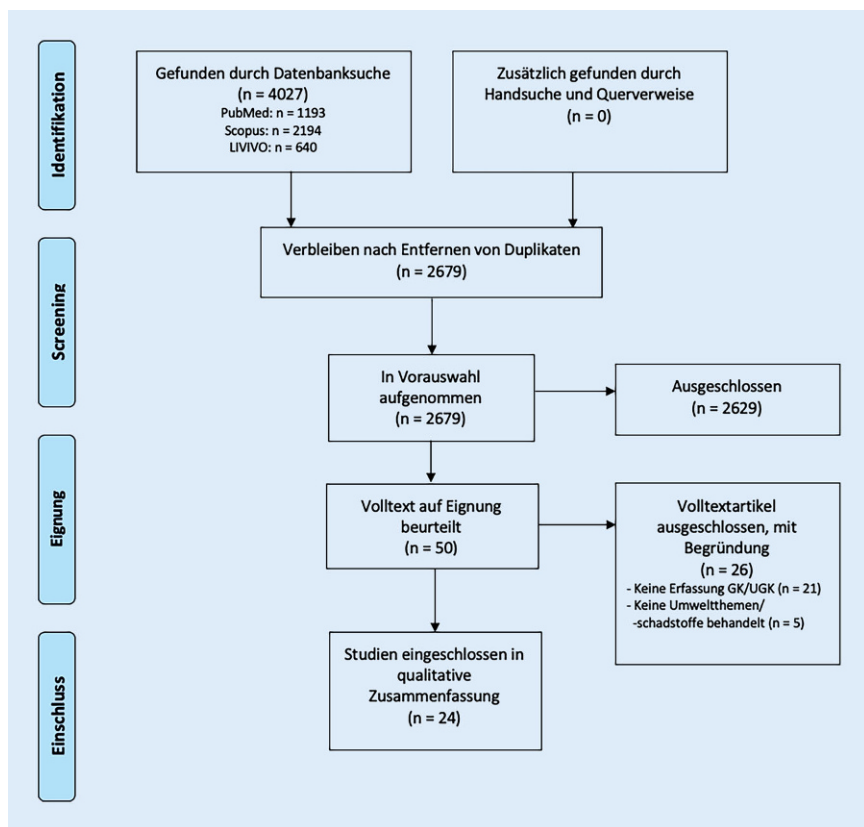 Identifikation
Gefunden durch Datenbanksuche
(n = 4027)
PubMed: n = 1193
Scopus: n = 2194
LIVIVO: n = 640
Zusätzlich gefunden durch
Handsuche und Querverweise
(n = 0)
Screening
Verbleiben nach Entfernen von Duplikaten
(n = 2679)
In Vorauswahl
aufgenommen
(n = 2679)
Ausgeschlossen
(n = 2629)
Eignung
Volltext auf Eignung
beurteilt
(n = 50)
Volltextartikel
ausgeschlossen, mit
Begründung
(n = 26)
- Keine Erfassung GK/UGK (n = 21)
- Keine Umweltthemen/
-schadstoffe behandelt (n = 5)
Einschluss
Studien eingeschlossen in
qualitative
Zusammenfassung
(n = 24)